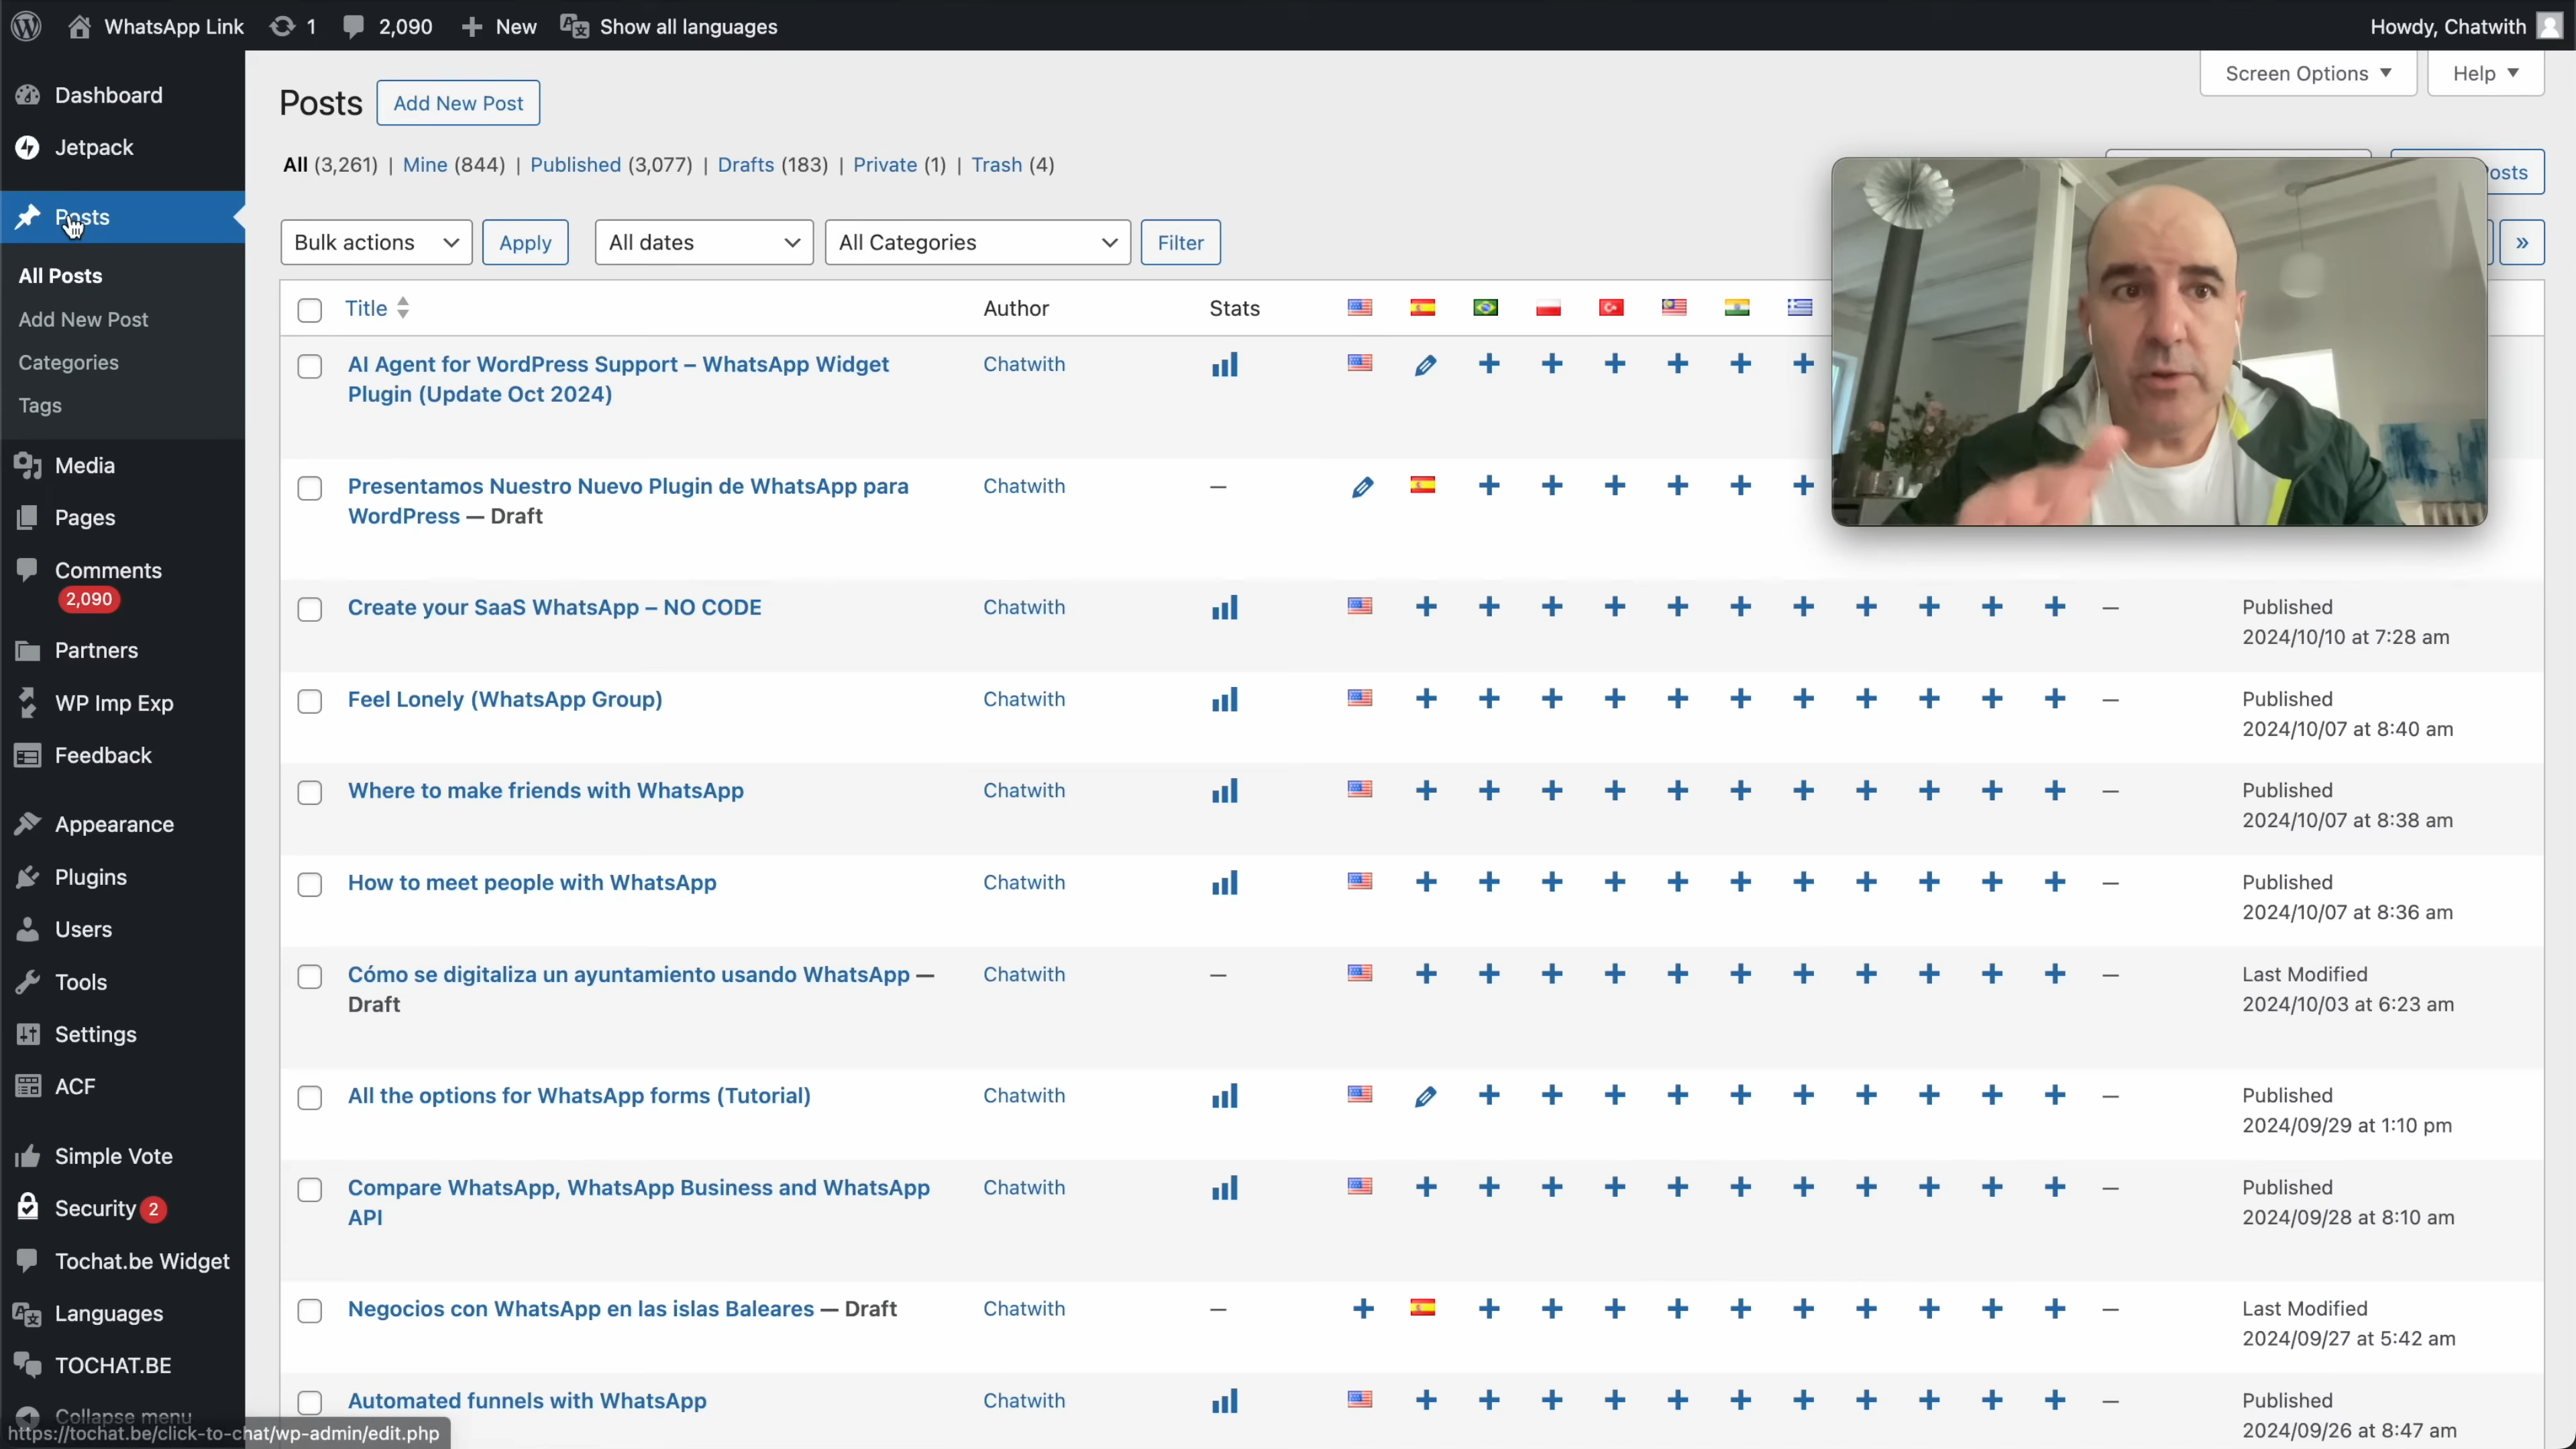 WhatsApp Link
1
2,090
New
Show all languages
Howdy, Chatwith
Dashboard
Jetpack
Posts
All Posts
Add New Post
Categories
Tags
Media
Pages
Comments
2,090
Partners
WP Imp Exp
Feedback
Appearance
Plugins
Users
Tools
Settings
ACF
Simple Vote
Security 2
Tochat.be Widget
Languages
TOCHAT.BE
Collapse menu
https://tochat.be/click-to-chat/wp-admin/edit.php
Screen Options
Help
Posts
Add New Post
All (3,261) | Mine (844) | Published (3,077) | Drafts (183) | Private (1) | Trash (4)
Bulk actions
Apply
All dates
All Categories
Filter
»
Title
Author
Stats
AI Agent for WordPress Support – WhatsApp Widget
Plugin (Update Oct 2024)
Chatwith
Presentamos Nuestro Nuevo Plugin de WhatsApp para
WordPress — Draft
Chatwith
—
Create your SaaS WhatsApp – NO CODE
Chatwith
—
Published
2024/10/10 at 7:28 am
Feel Lonely (WhatsApp Group)
Chatwith
—
Published
2024/10/07 at 8:40 am
Where to make friends with WhatsApp
Chatwith
—
Published
2024/10/07 at 8:38 am
How to meet people with WhatsApp
Chatwith
—
Published
2024/10/07 at 8:36 am
Cómo se digitaliza un ayuntamiento usando WhatsApp —
Draft
Chatwith
—
—
Last Modified
2024/10/03 at 6:23 am
All the options for WhatsApp forms (Tutorial)
Chatwith
—
Published
2024/09/29 at 1:10 pm
Compare WhatsApp, WhatsApp Business and WhatsApp
API
Chatwith
—
Published
2024/09/28 at 8:10 am
Negocios con WhatsApp en las islas Baleares — Draft
Chatwith
—
—
Last Modified
2024/09/27 at 5:42 am
Automated funnels with WhatsApp
Chatwith
—
Published
2024/09/26 at 8:47 am